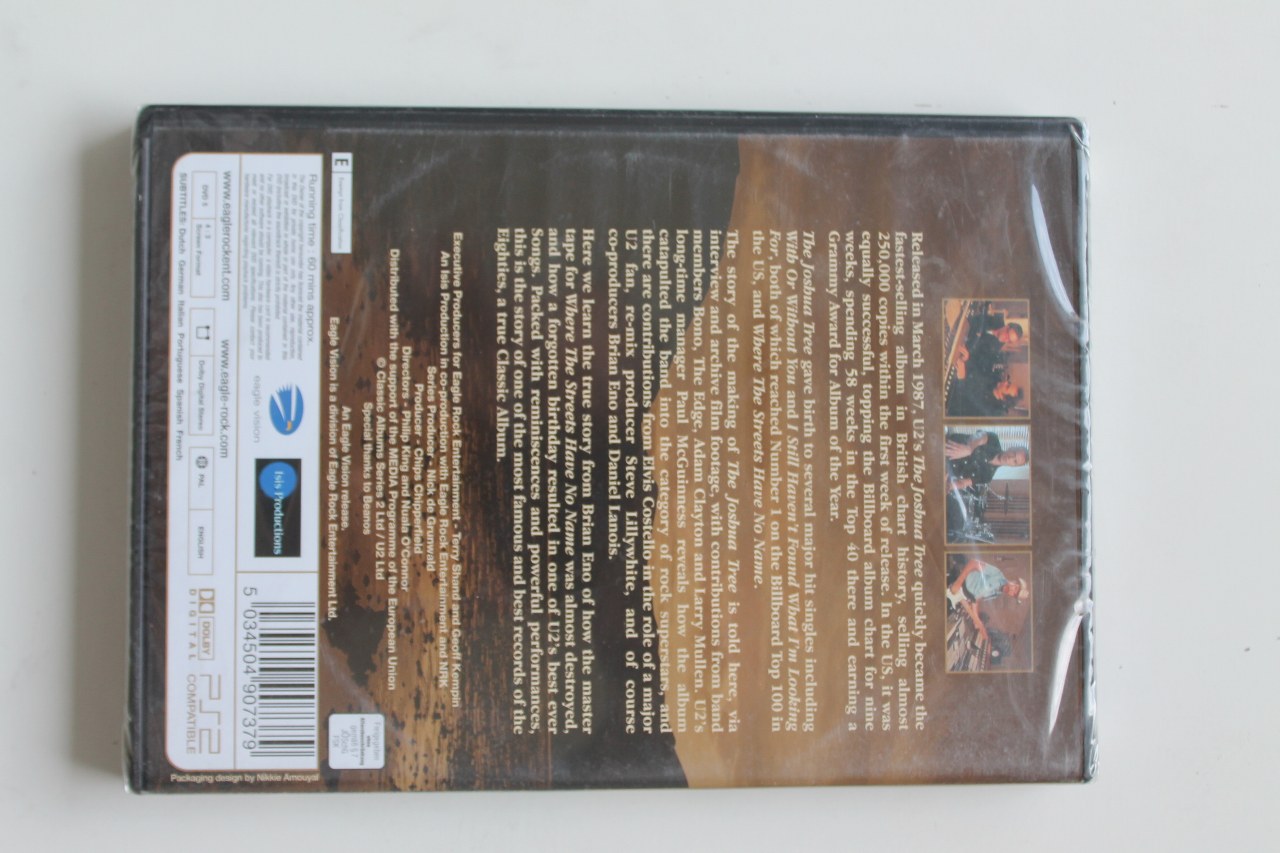 Released in March 1987, U2's The Joshua Tree quickly became the
fastest-selling album in British chart history, selling almost
250,000 copies within the first week of release. In the US, it was
equally successful, topping the Billboard album chart for nine
weeks, spending 58 weeks in the Top 40 there and earning a
Grammy Award for Album of the Year.
The Joshua Tree gave birth to several major hit singles including
With Or Without You and I Still Haven't Found What I'm Looking
For, both of which reached Number 1 on the Billboard Top 100 in
the US, and Where The Streets Have No Name.
The story of the making of The Joshua Tree is told here, via
interview and archive film footage, with contributions from band
members Bono, The Edge, Adam Clayton and Larry Mullen. U2's
long-time manager Paul McGuinness reveals how the album
catapulted the band into the category of rock superstars, and
there are contributions from Elvis Costello in the role of a major
U2 fan, re-mix producer Steve Lillywhite, and of course
co-producers Brian Eno and Daniel Lanois.
Here we learn the true story from Brian Eno of how the master
tape for Where The Streets Have No Name was almost destroyed,
and how a forgotten birthday resulted in one of U2's best ever
Songs. Packed with reminiscences and powerful performances,
this is the story of one of the most famous and best records of the
Eighties, a true Classic Album.
Executive Producers for Eagle Rock Entertainment - Terry Shand and Geoff Kempin
An Isis Production in co-production with Eagle Rock Entertainment and NRK
Series Producer - Nick de Grunwald
Producer - Chips Chipperfield
Directors - Philip King and Nuala O'Connor
Distributed with the support of the MEDIA Programme of the European Union
© Classic Albums Series 2 Ltd / U2 Ltd
Special thanks to Beanos
An Eagle Vision release.
Eagle Vision is a division of Eagle Rock Entertainment Ltd.
E
Exempt from Classification
Running time 60 mins approx.
eagle vision
Isis Productions
www.eaglerockent.com www.eagle-rock.com
DVD 5
4:3
Screen Format
Dolby Digital Stereo
PAL
ENGLISH
DOLBY
DIGITAL
PS2
COMPATIBLE
SUBTITLES: Dutch German Italian Portuguese Spanish French
5 034504 907379
Packaging design by Nikkie Amouyal